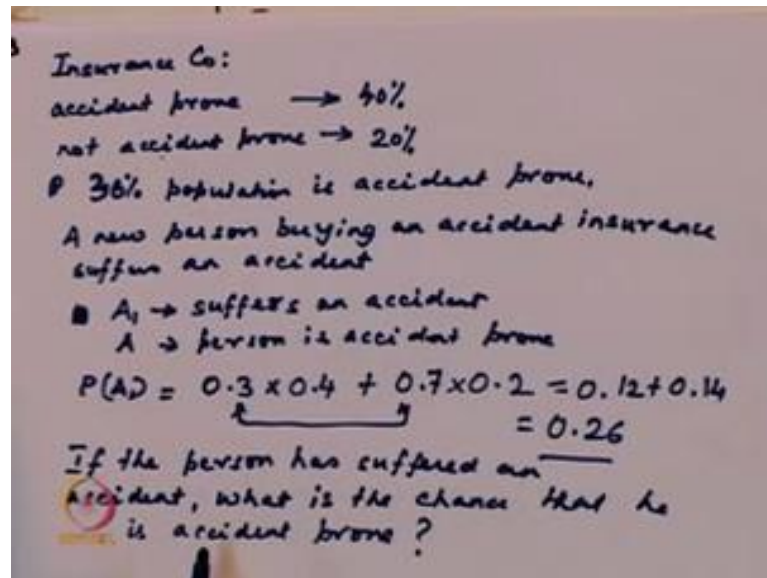 Insurance Co:
accident prone → 40%
not accident prone → 20%
30% population is accident prone.
A new person buying an accident insurance
suffers an accident
A₁ → suffers an accident
A → person is accident prone
P(A₁) = 0.3 x 0.4 + 0.7 x 0.2 = 0.12 + 0.14
= 0.26
If the person has suffered an
accident, what is the chance that he
is accident prone?